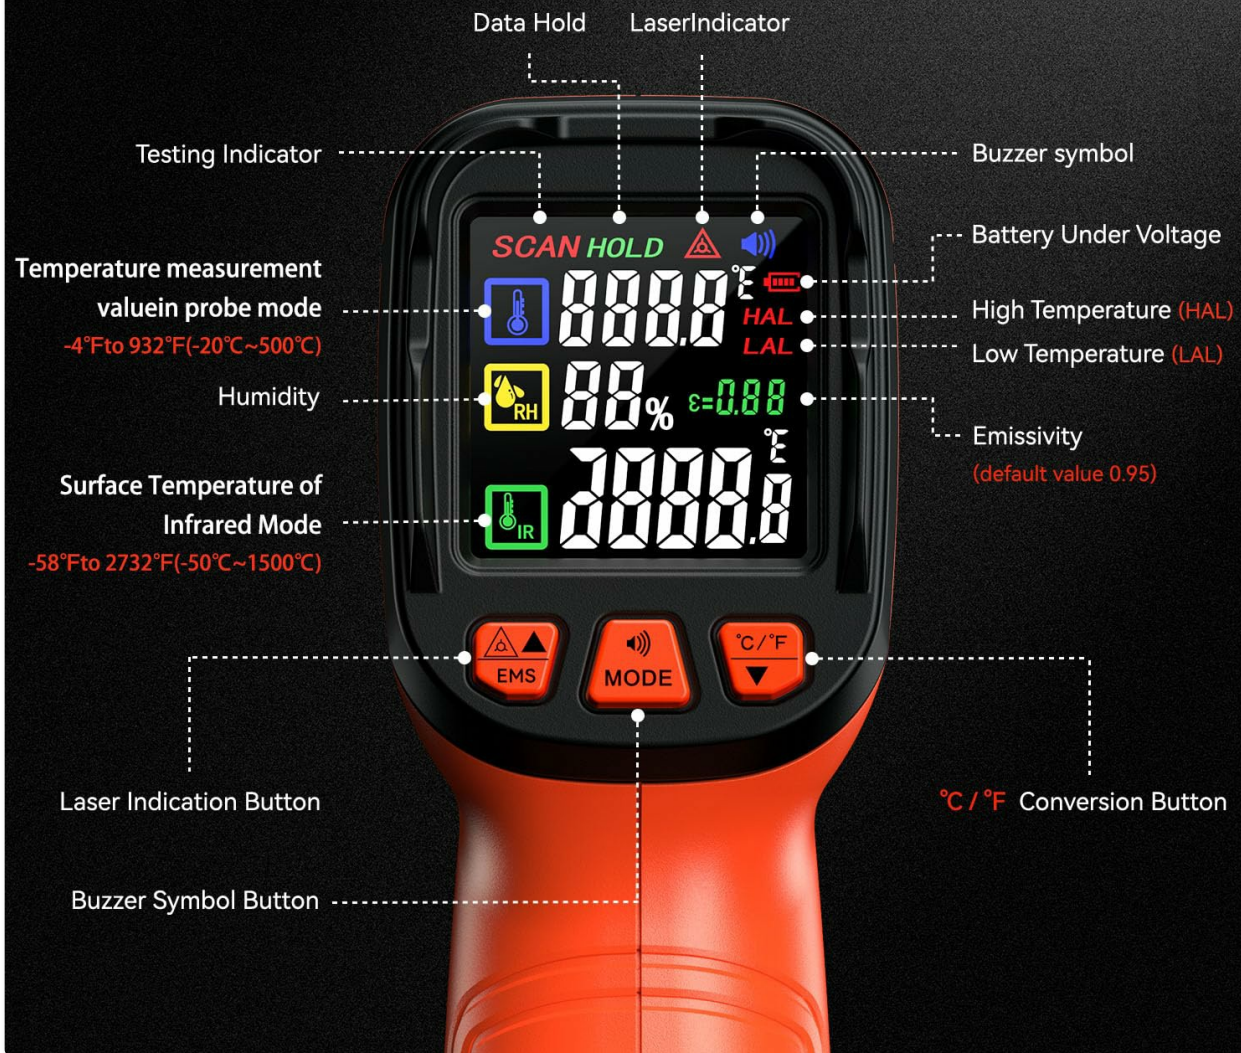 Data Hold
LaserIndicator
Testing Indicator
Buzzer symbol
SCAN HOLD
Battery Under Voltage
Temperature measurement
valuein probe mode
-4°Fto 932°F(-20℃~500℃)
888.8
HAL
LAL
High Temperature (HAL)
Low Temperature (LAL)
Humidity
RH
88%
ε=0.88
Emissivity
(default value 0.95)
Surface Temperature of
Infrared Mode
-58°Fto 2732°F(-50℃~1500℃)
IR
2888.8
EMS
MODE
°C/°F
Laser Indication Button
°C / °F Conversion Button
Buzzer Symbol Button